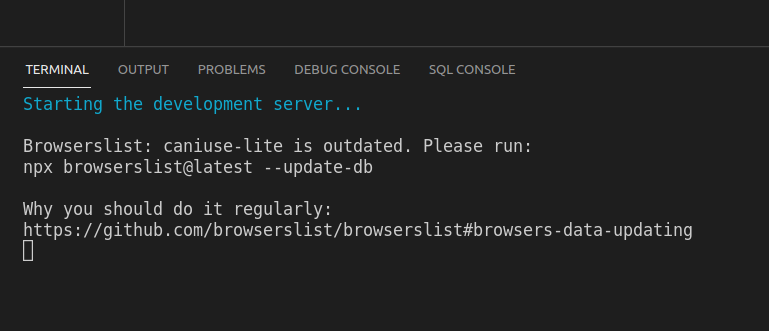 TERMINAL OUTPUT PROBLEMS DEBUG CONSOLE SQL CONSOLE
Starting the development server...
Browserslist: caniuse-lite is outdated. Please run:
npx browserslist@latest --update-db
Why you should do it regularly:
https://github.com/browserslist/browserslist#browsers-data-updating